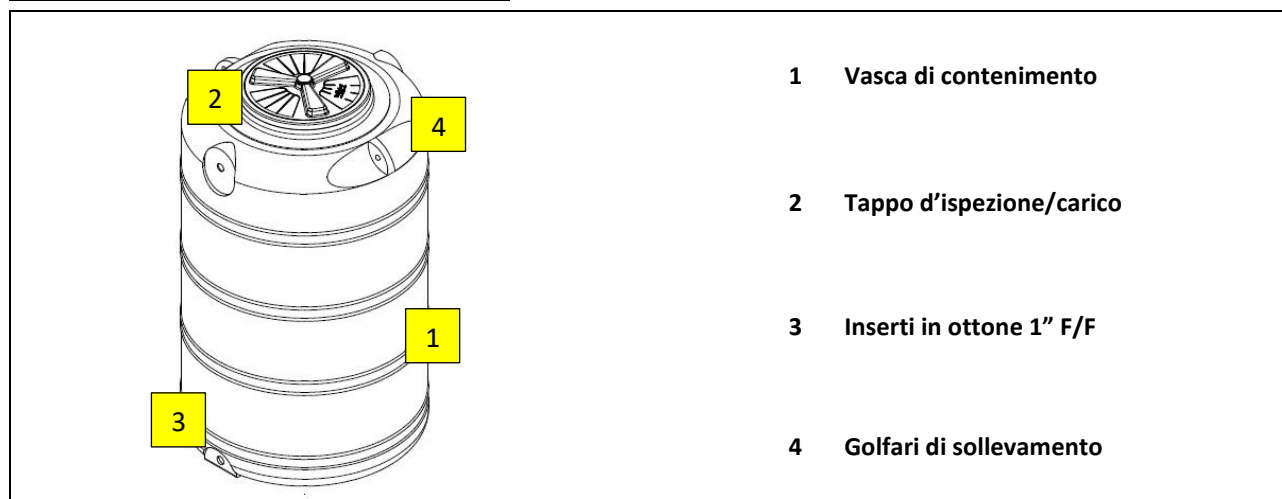 2
4
1
3
1 Vasca di contenimento
2 Tappo d’ispezione/carico
3 Inserti in ottone 1” F/F
4 Golfari di sollevamento